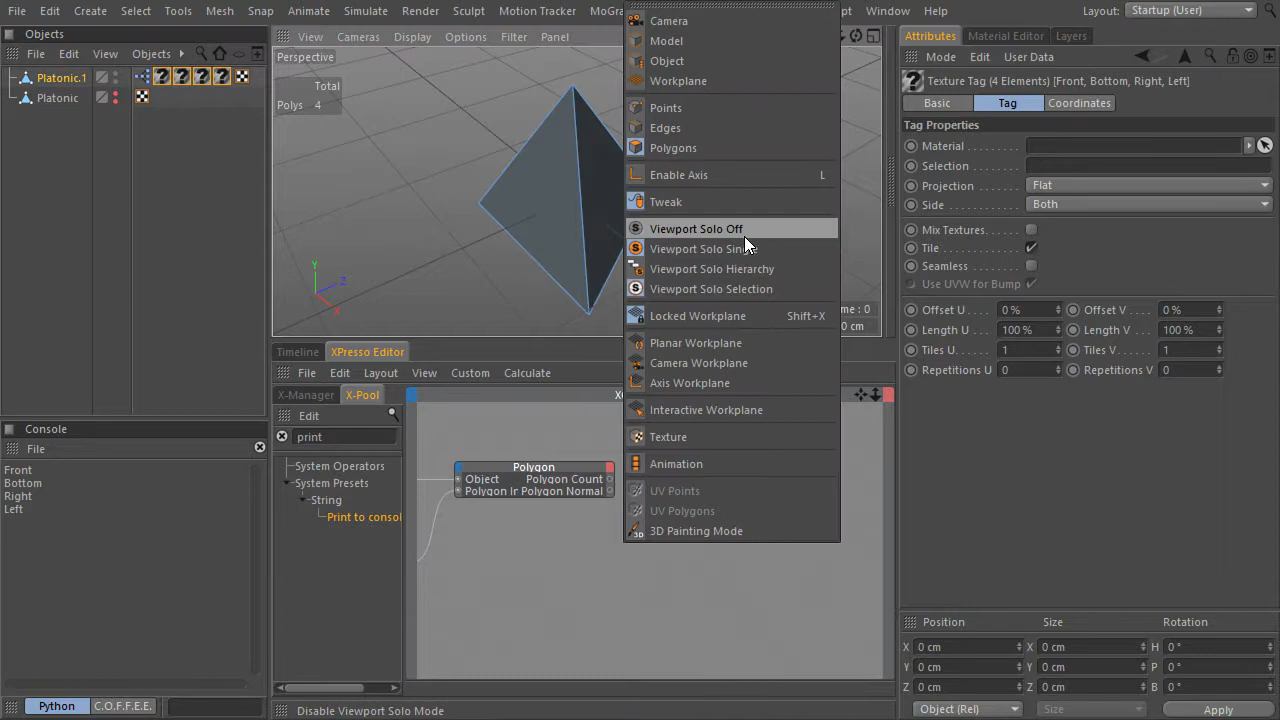 File Edit Create Select Tools Mesh Snap Animate Simulate Render Sculpt Motion Tracker MoGra pt Window Help Layout: Startup (User)
Objects
File Edit View Objects
Platonic.1
Platonic
Console
File
Front
Bottom
Right
Left
Python C.O.F.F.E.E.
View Cameras Display Options Filter Panel
Perspective
Total
Polys 4
Y
Z
X
me : 0
0 cm
Timeline XPresso Editor
File Edit Layout View Custom Calculate
X-Manager X-Pool
Edit
print
System Operators
System Presets
String
Print to consol
Polygon
Object Polygon Count
Polygon Ir Polygon Normal
Disable Viewport Solo Mode
Camera
Model
Object
Workplane
Points
Edges
Polygons
Enable Axis L
Tweak
Viewport Solo Off
Viewport Solo Single
Viewport Solo Hierarchy
Viewport Solo Selection
Locked Workplane Shift+X
Planar Workplane
Camera Workplane
Axis Workplane
Interactive Workplane
Texture
Animation
UV Points
UV Polygons
3D Painting Mode
Attributes Material Editor Layers
Mode Edit User Data
Texture Tag (4 Elements) [Front, Bottom, Right, Left]
Basic Tag Coordinates
Tag Properties
Material
Selection
Projection Flat
Side Both
Mix Textures
Tile
Seamless
Use UVW for Bump
Offset U 0 % Offset V 0 %
Length U 100 % Length V 100 %
Tiles U 1 Tiles V 1
Repetitions U 0 Repetitions V 0
Position Size Rotation
X 0 cm X 0 cm H 0 °
Y 0 cm Y 0 cm P 0 °
Z 0 cm Z 0 cm B 0 °
Object (Rel) Size Apply